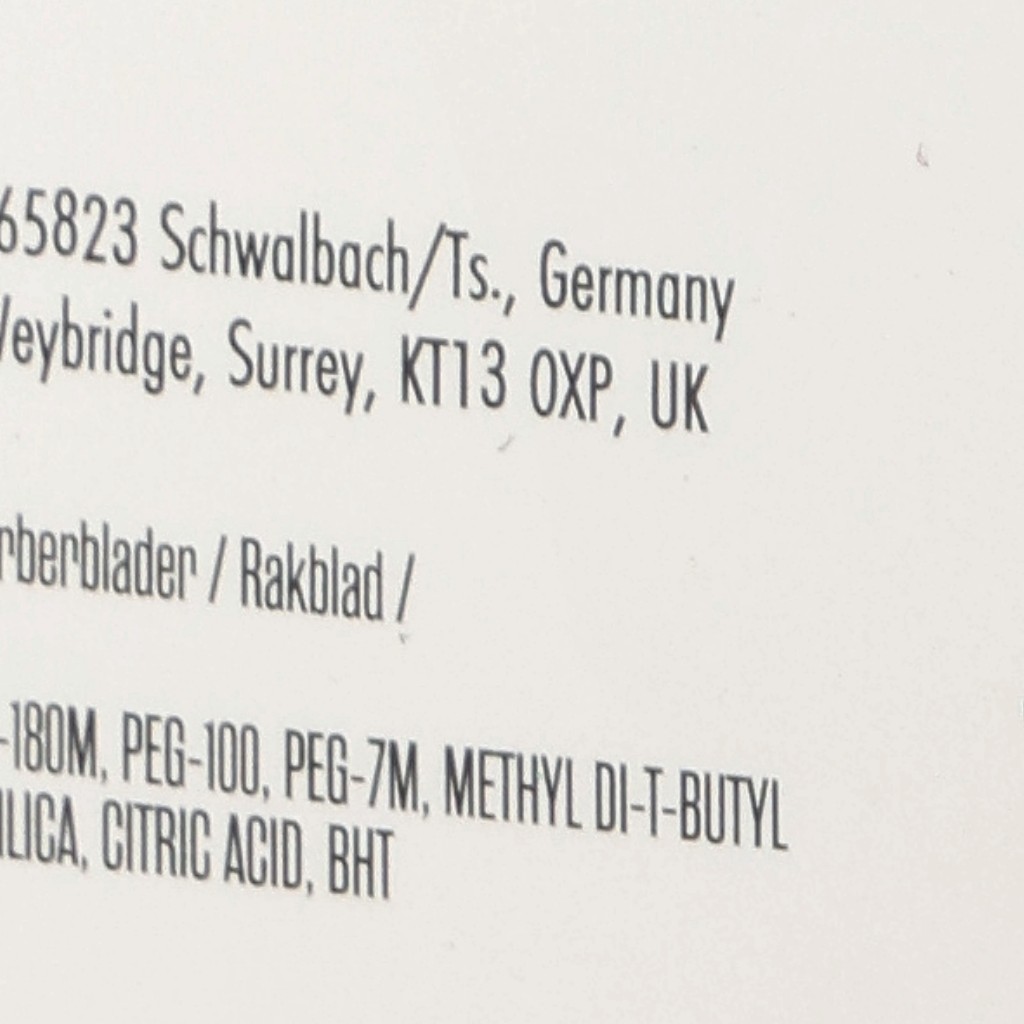 65823 Schwalbach/Ts., Germany
eybridge, Surrey, KT13 0XP, UK
rberblader / Rakblad /
-180M, PEG-100, PEG-7M, METHYL DI-T-BUTYL
ILICA, CITRIC ACID, BHT